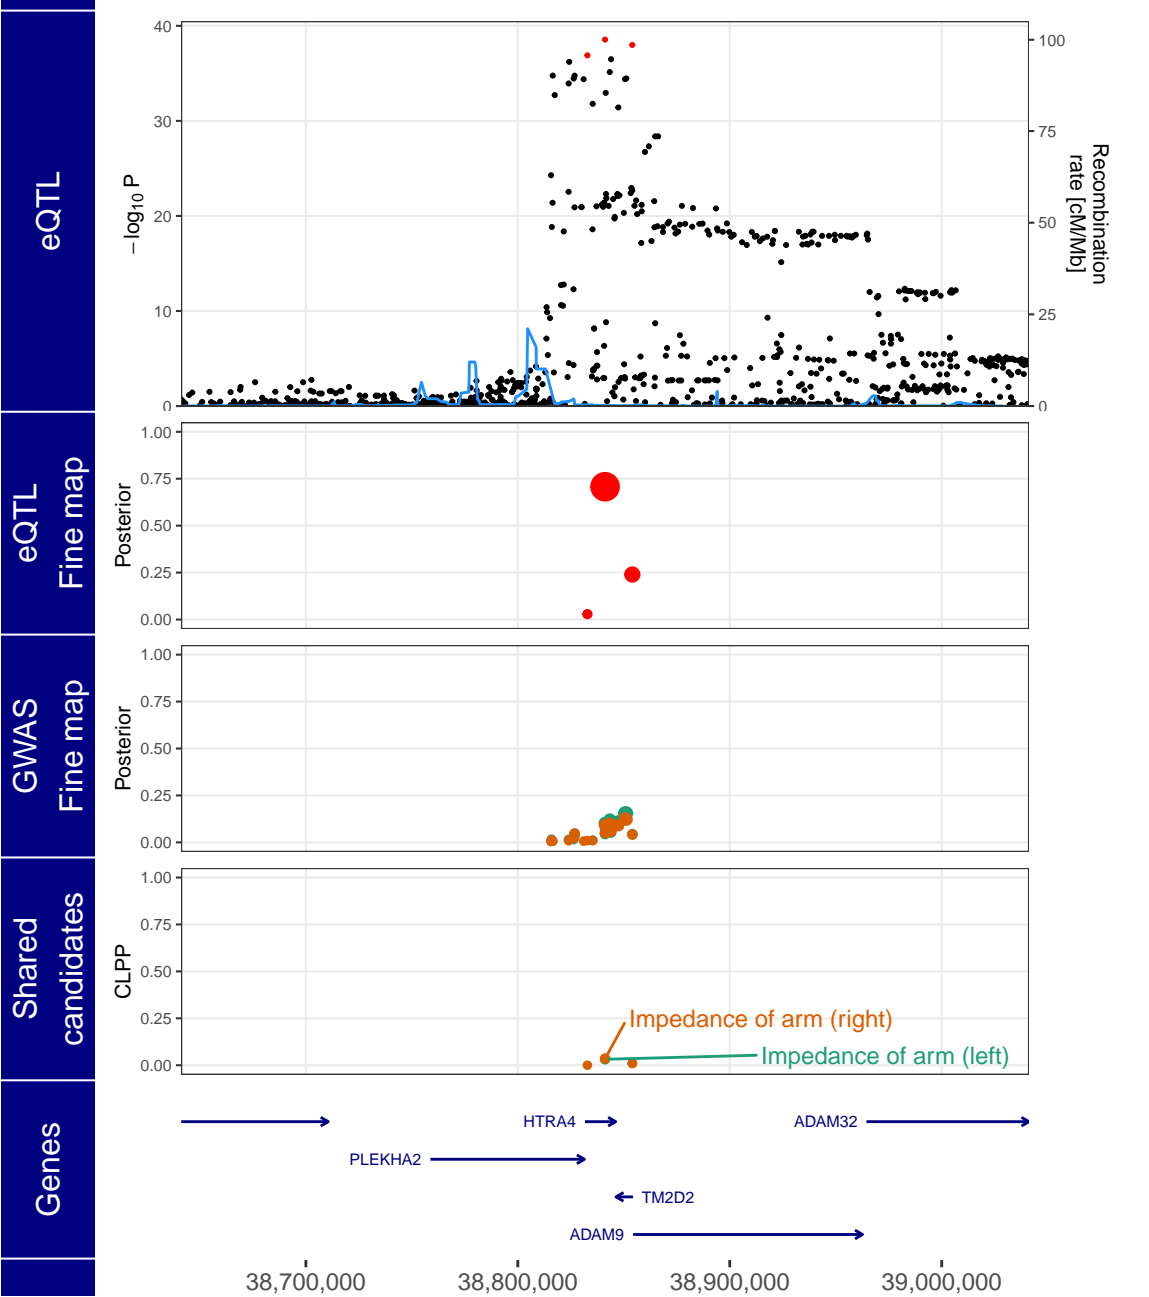 eQTL
−log10 P
40
30
20
10
0
100
75
50
25
0
Recombination
rate [cM/Mb]
eQTL
Fine map
Posterior
1.00
0.75
0.50
0.25
0.00
GWAS
Fine map
Posterior
1.00
0.75
0.50
0.25
0.00
Shared
candidates
CLPP
1.00
0.75
0.50
0.25
0.00
Impedance of arm (right)
Impedance of arm (left)
Genes
HTRA4
ADAM32
PLEKHA2
TM2D2
ADAM9
38,700,000
38,800,000
38,900,000
39,000,000